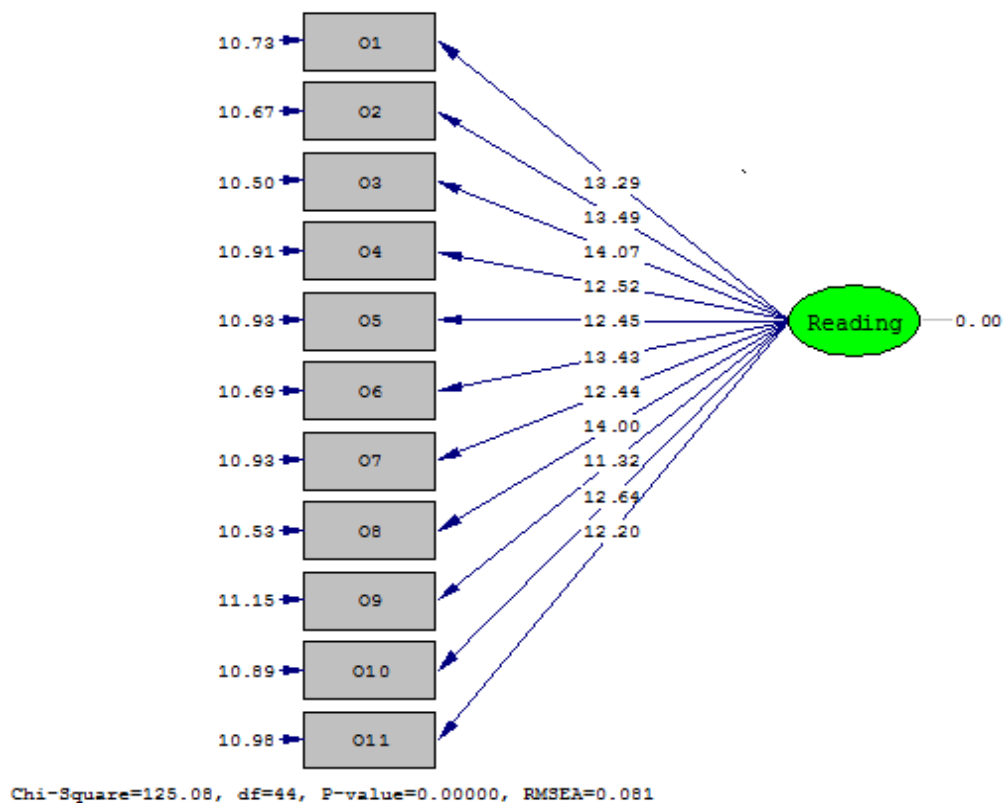 10.73 O1
10.67 O2
10.50 O3
13.29
13.49
10.91 O4
14.07
12.52
10.93 O5
12.45
Reading
0.00
13.43
10.69 O6
12.44
14.00
10.93 O7
11.32
12.64
10.53 O8
12.20
11.15 O9
10.89 O10
10.98 O11
Chi-Square=125.08, df=44, P-value=0.00000, RMSEA=0.081